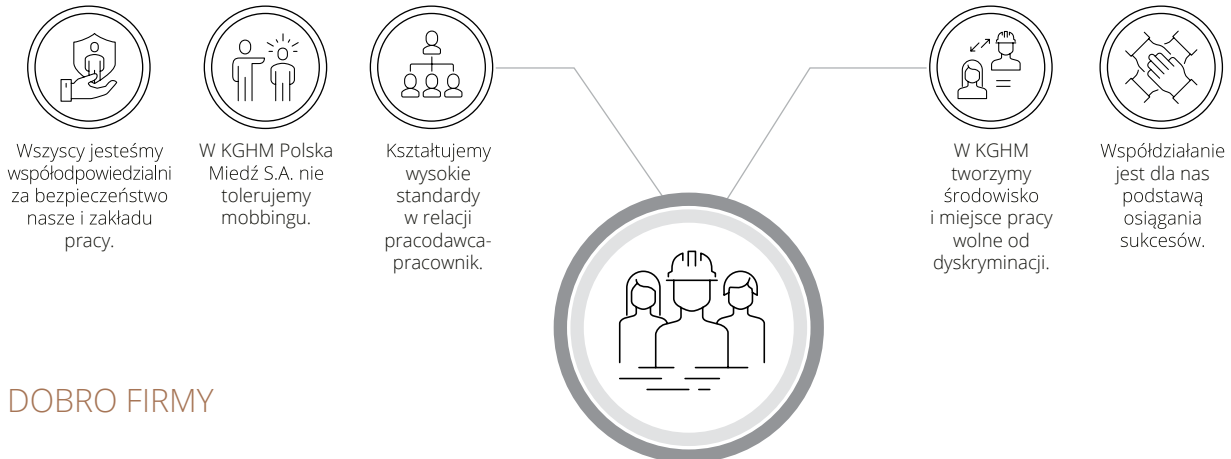 Wszyscy jesteśmy
współodpowiedzialni
za bezpieczeństwo
nasze i zakładu
pracy.
W KGHM Polska
Miedź S.A. nie
tolerujemy
mobbingu.
Kształtujemy
wysokie
standardy
w relacji
pracodawca-
pracownik.
W KGHM
tworzymy
środowisko
i miejsce pracy
wolne od
dyskryminacji.
Współdziałanie
jest dla nas
podstawą
osiągania
sukcesów.
DOBRO FIRMY